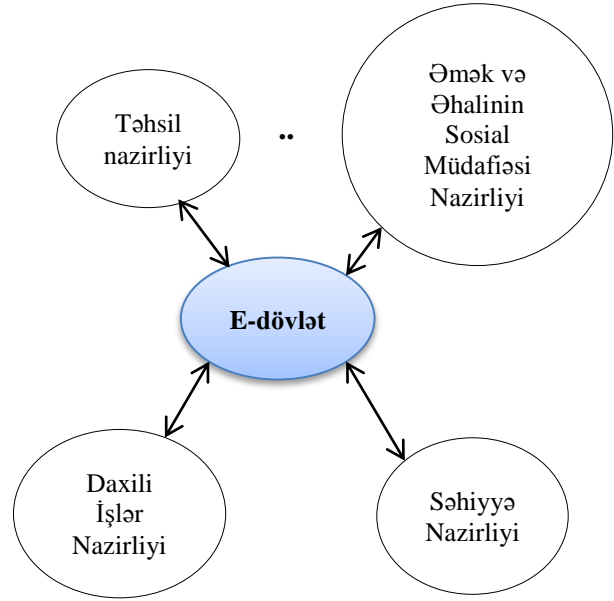 Təhsil
nazirliyi
..
Əmək və
Əhalinin
Sosial
Müdafiəsi
Nazirliyi
E-dövlət
Daxili
İşlər
Nazirliyi
Səhiyyə
Nazirliyi